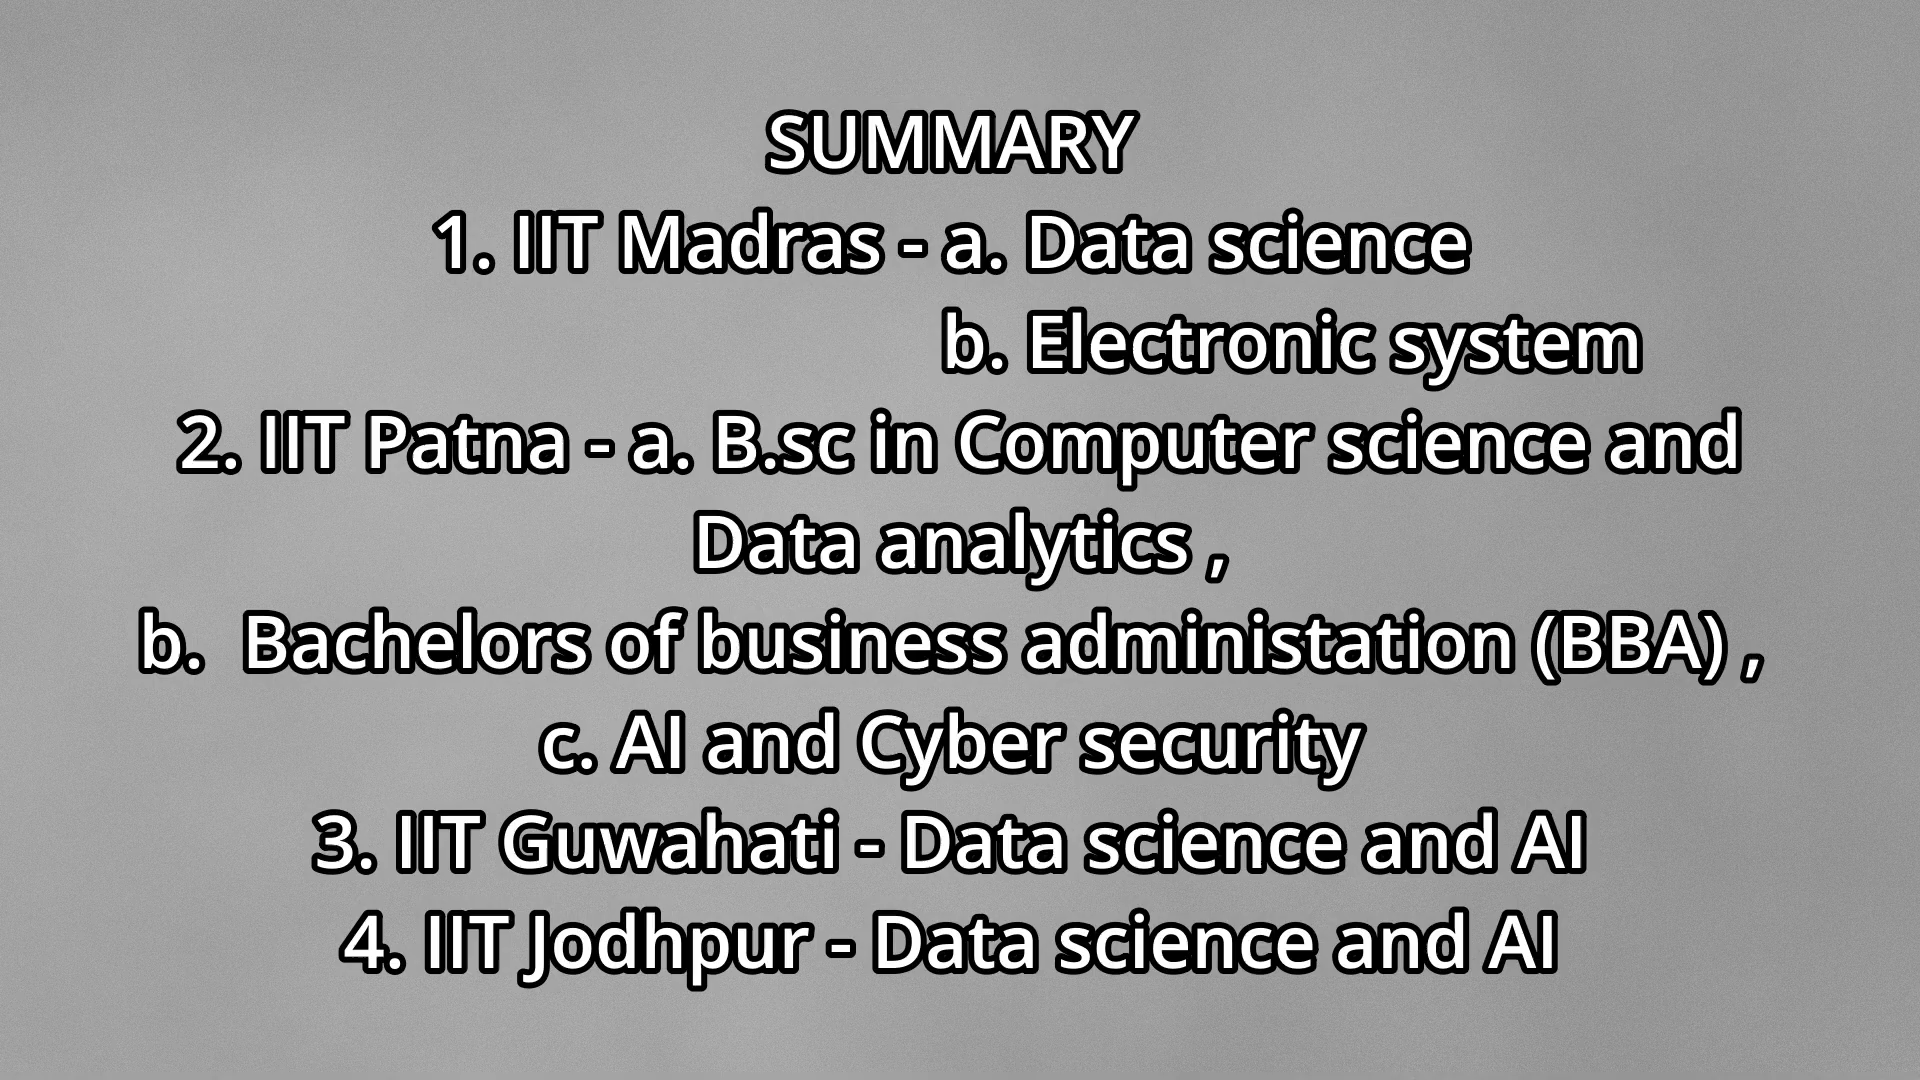 SUMMARY
1. IIT Madras - a. Data science
b. Electronic system
2. IIT Patna - a. B.sc in Computer science and
Data analytics ,
b.  Bachelors of business administation (BBA) ,
c. AI and Cyber security
3. IIT Guwahati - Data science and AI
4. IIT Jodhpur - Data science and AI